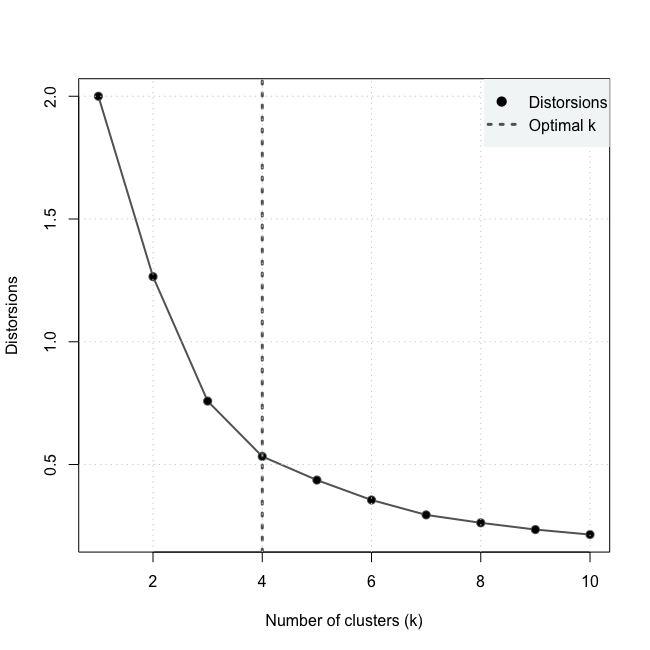 Distorsions
Optimal k
2.0
1.5
1.0
0.5
Distorsions
2 4 6 8 10
Number of clusters (k)